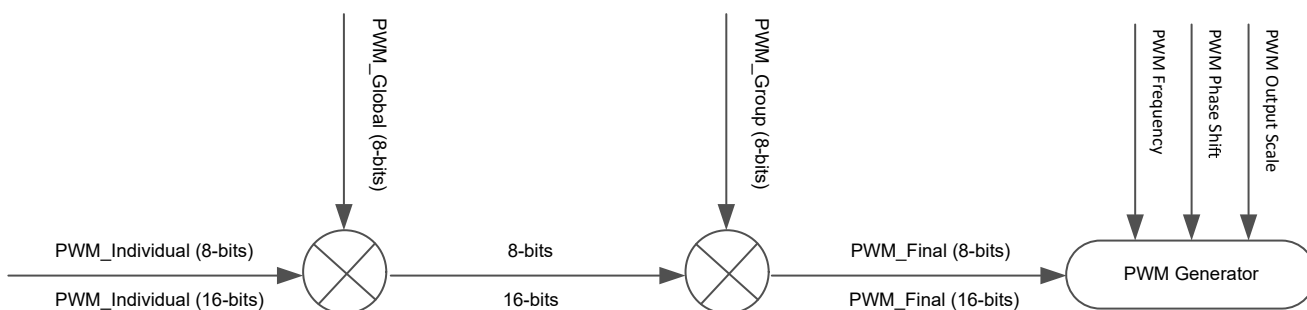 PWM_Global (8-bits)
PWM_Group (8-bits)
PWM Frequency
PWM Phase Shift
PWM Output Scale
PWM_Individual (8-bits)
8-bits
PWM_Final (8-bits)
PWM Generator
PWM_Individual (16-bits)
16-bits
PWM_Final (16-bits)